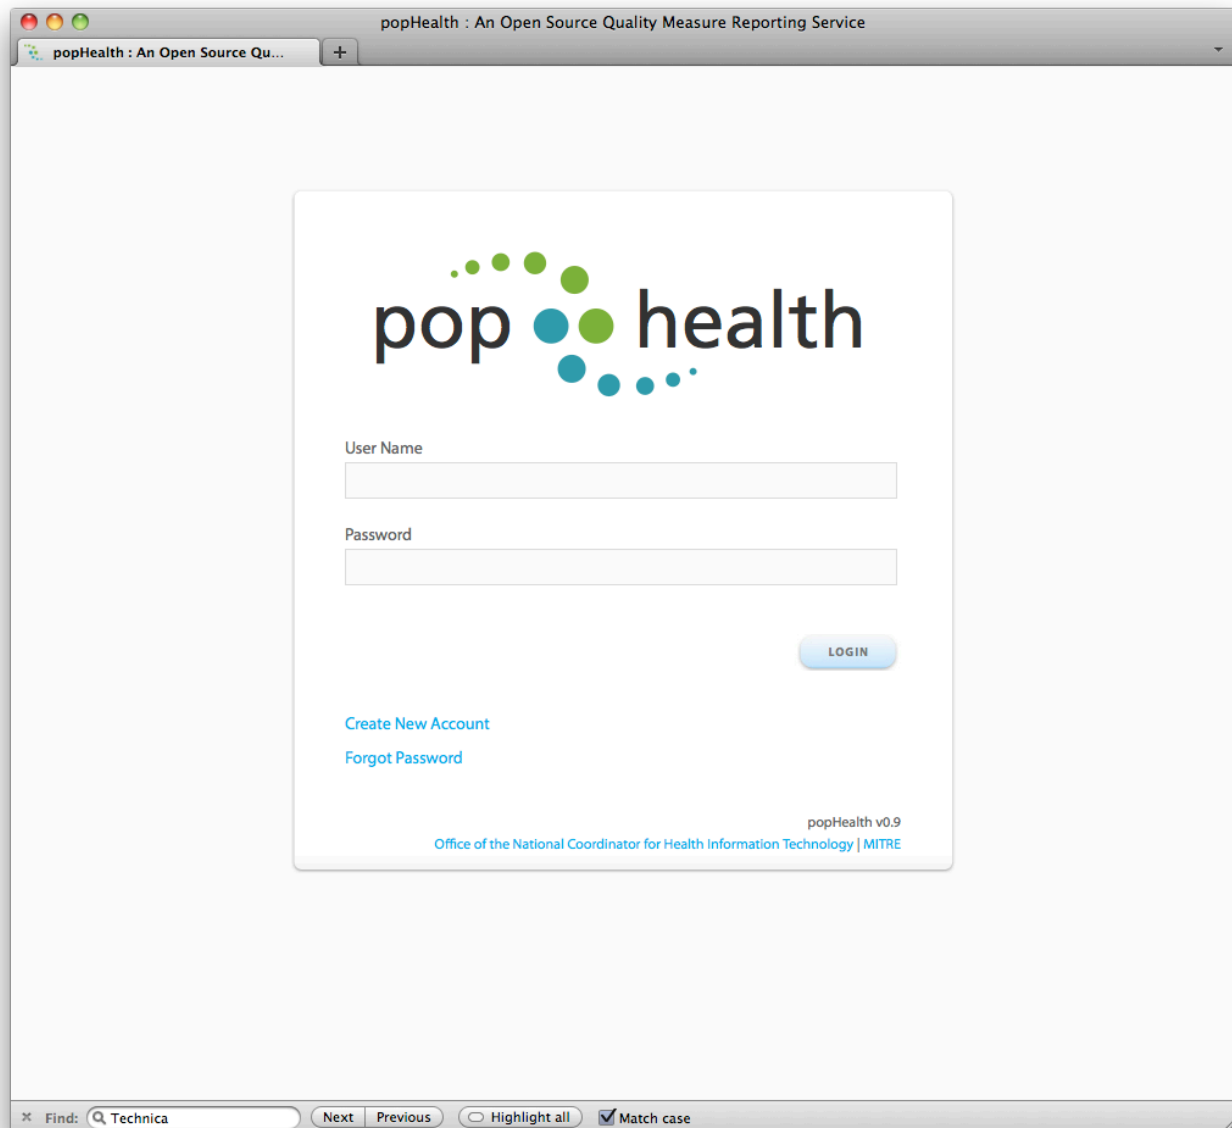 popHealth : An Open Source Quality Measure Reporting Service
popHealth : An Open Source Qu...
pop health
User Name
Password
LOGIN
Create New Account
Forgot Password
popHealth v0.9
Office of the National Coordinator for Health Information Technology | MITRE
Find: Technica Next Previous Highlight all Match case